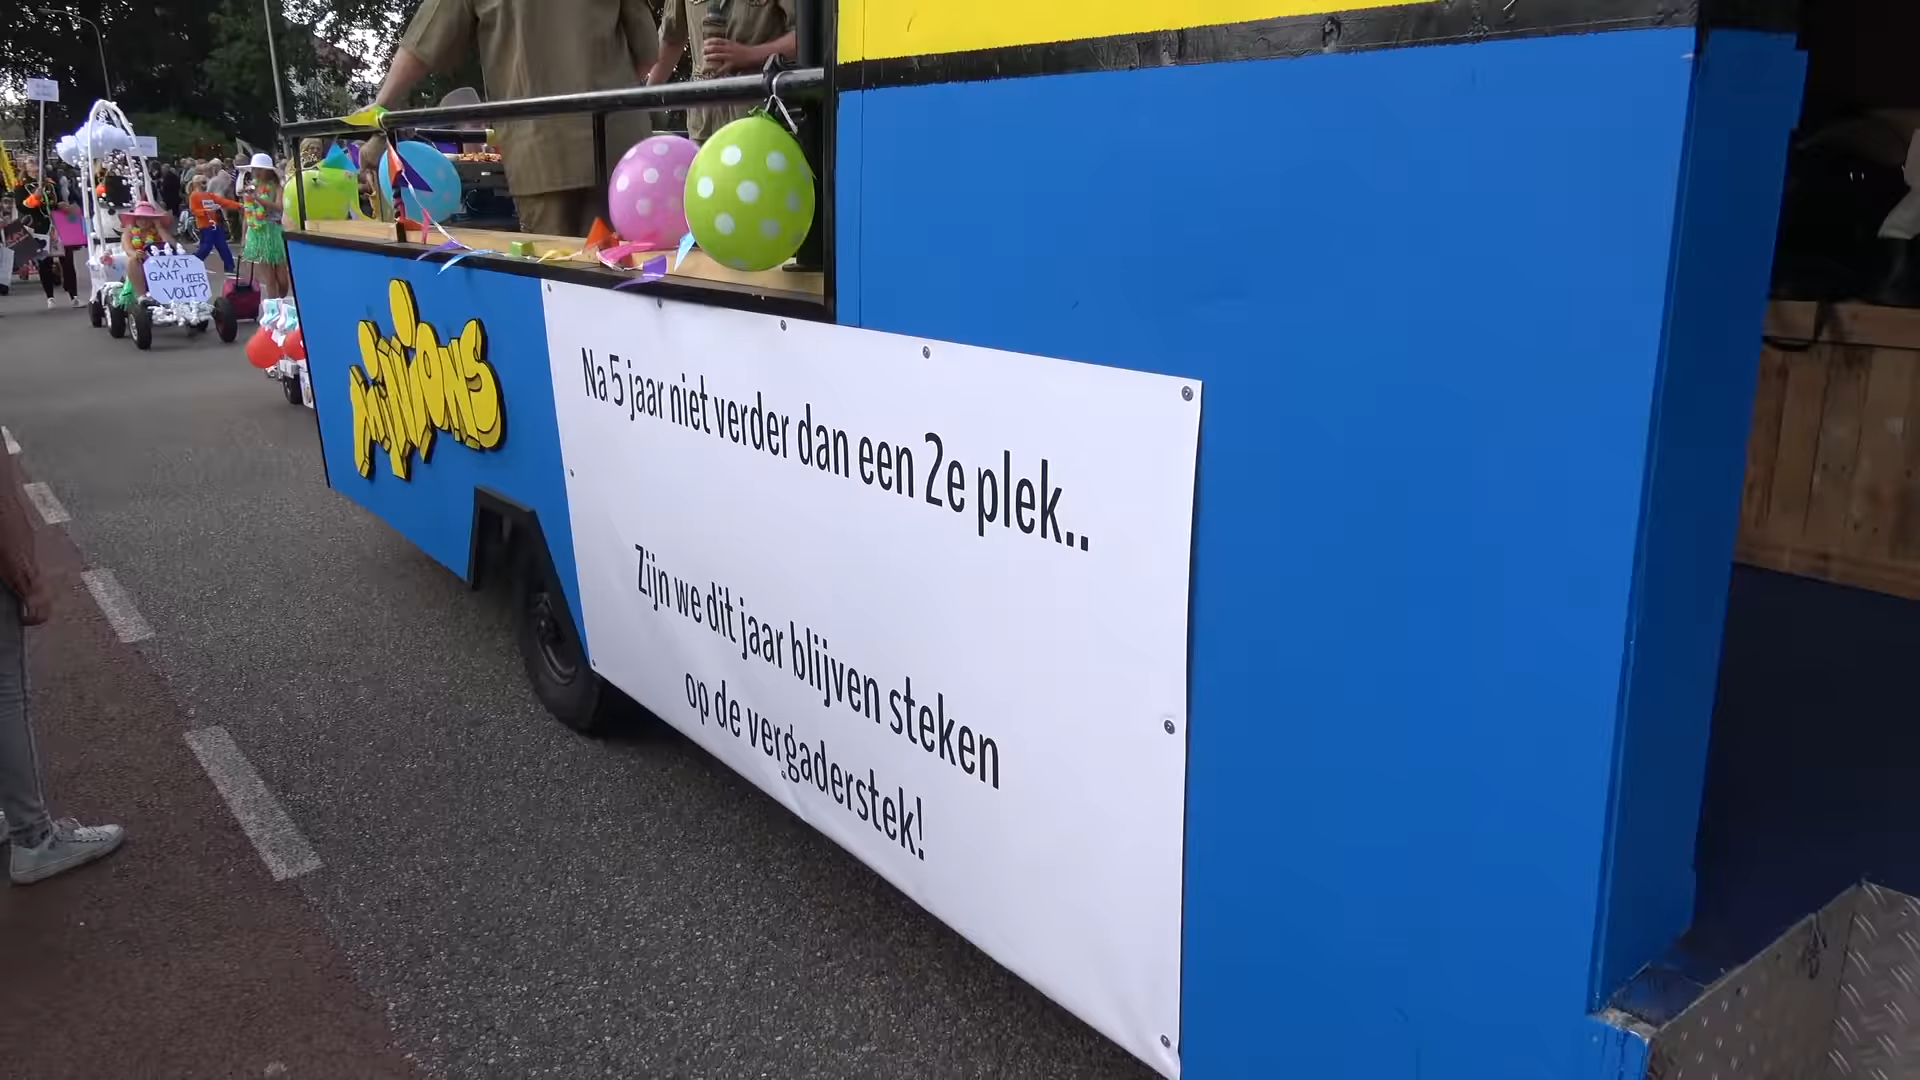 WAT
GAAT HIER
VOUT?
MINIONS
Na 5 jaar niet verder dan een 2e plek..
Zijn we dit jaar blijven steken
op de vergaderstek!